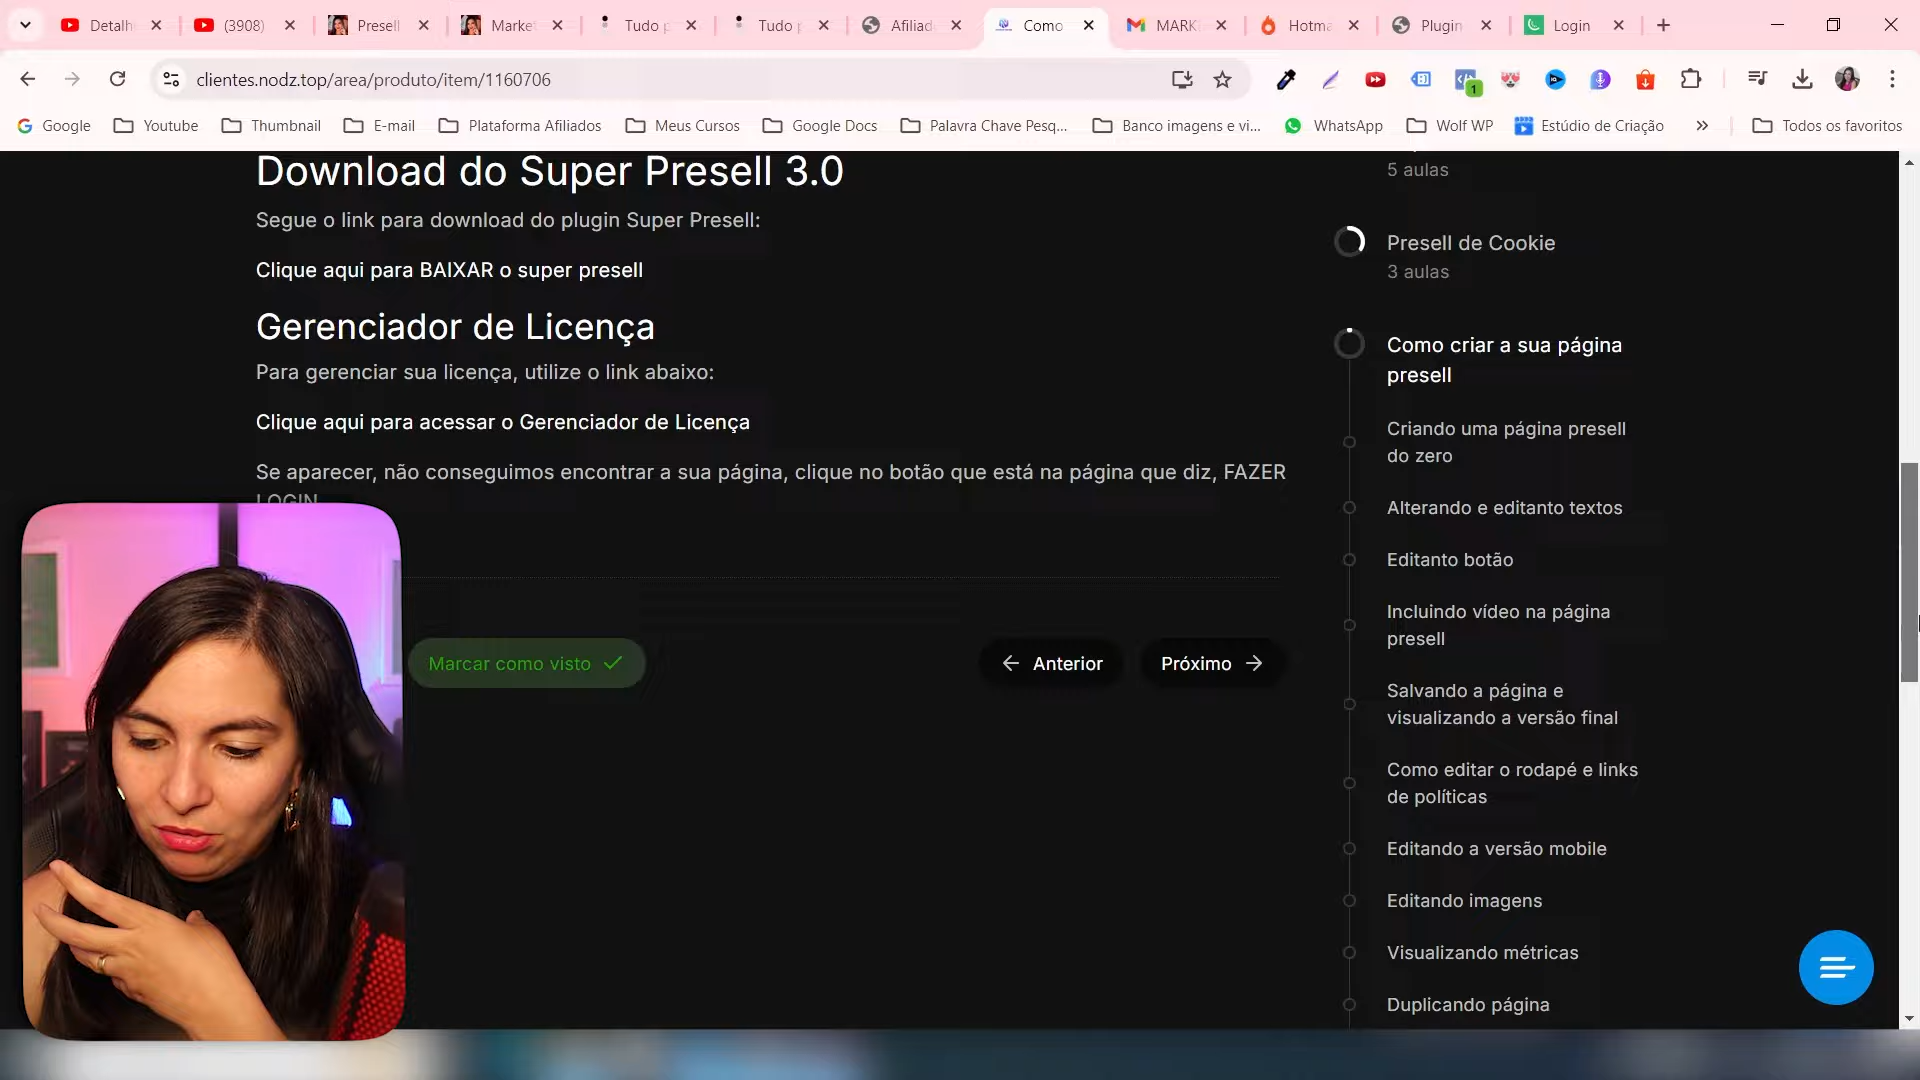 Detalh
(3908)
Presell
Market
Tudo p
Tudo p
Afiliad
Como
MARK
Hotma
Plugin
Login
clientes.nodz.top/area/produto/item/1160706
1
Google
Youtube
Thumbnail
E-mail
Plataforma Afiliados
Meus Cursos
Google Docs
Palavra Chave Pesq...
Banco imagens e vi...
WhatsApp
Wolf WP
Estúdio de Criação
Todos os favoritos
Download do Super Presell 3.0
Segue o link para download do plugin Super Presell:
Clique aqui para BAIXAR o super presell
Gerenciador de Licença
Para gerenciar sua licença, utilize o link abaixo:
Clique aqui para acessar o Gerenciador de Licença
Se aparecer, não conseguimos encontrar a sua página, clique no botão que está na página que diz, FAZER
LOGIN
Marcar como visto
Anterior
Próximo
5 aulas
Presell de Cookie
3 aulas
Como criar a sua página
presell
Criando uma página presell
do zero
Alterando e editanto textos
Editanto botão
Incluindo vídeo na página
presell
Salvando a página e
visualizando a versão final
Como editar o rodapé e links
de políticas
Editando a versão mobile
Editando imagens
Visualizando métricas
Duplicando página